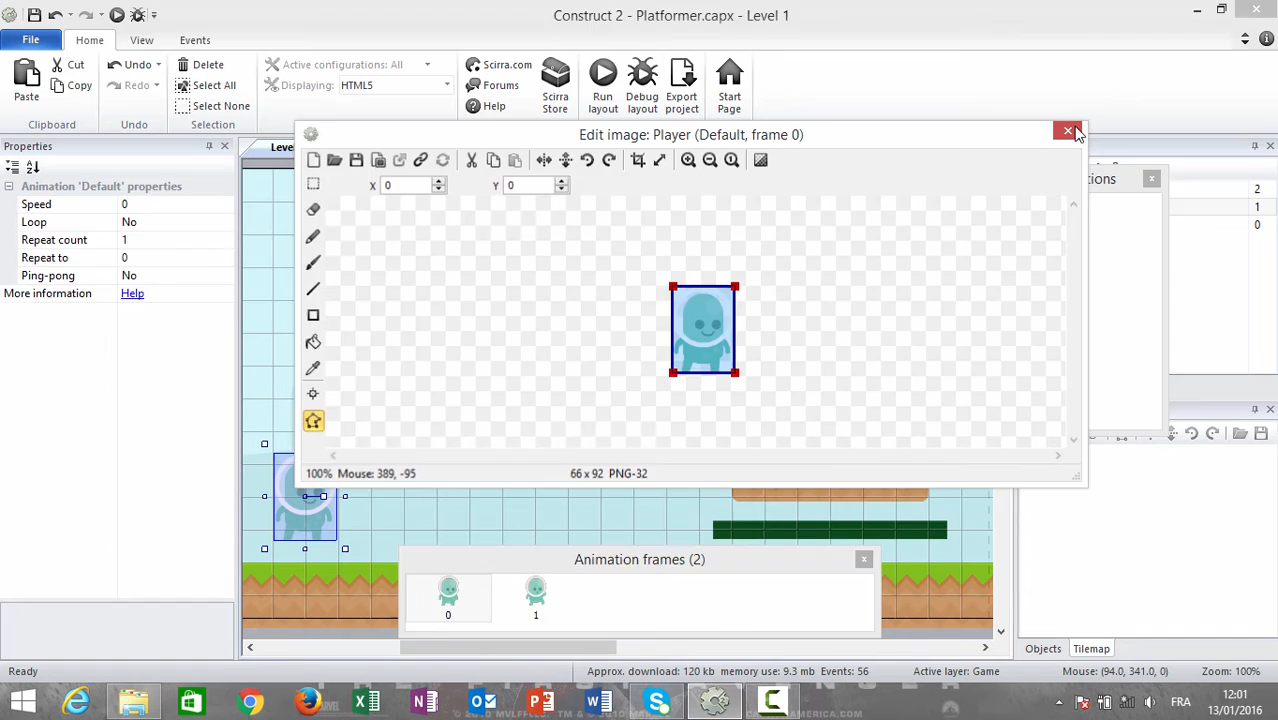 Construct 2 - Platformer.capx - Level 1
File Home View Events
Paste
Cut
Copy
Clipboard
Undo
Redo
Undo
Delete
Select All
Select None
Selection
Active configurations: All
Displaying: HTML5
Scirra.com
Forums
Help
Scirra Store
Run layout
Debug layout
Export project
Start Page
Properties
Animation 'Default' properties
Speed 0
Loop No
Repeat count 1
Repeat to 0
Ping-pong No
More information Help
Edit image: Player (Default, frame 0)
X 0 Y 0
100% Mouse: 389, -95 66 x 92 PNG-32
2
1
0
Animation frames (2)
0 1
Objects Tilemap
Ready Approx. download: 120 kb memory use: 9.3 mb Events: 56 Active layer: Game Mouse: (94.0, 341.0, 0) Zoom: 100%
FRA
12:01
13/01/2016